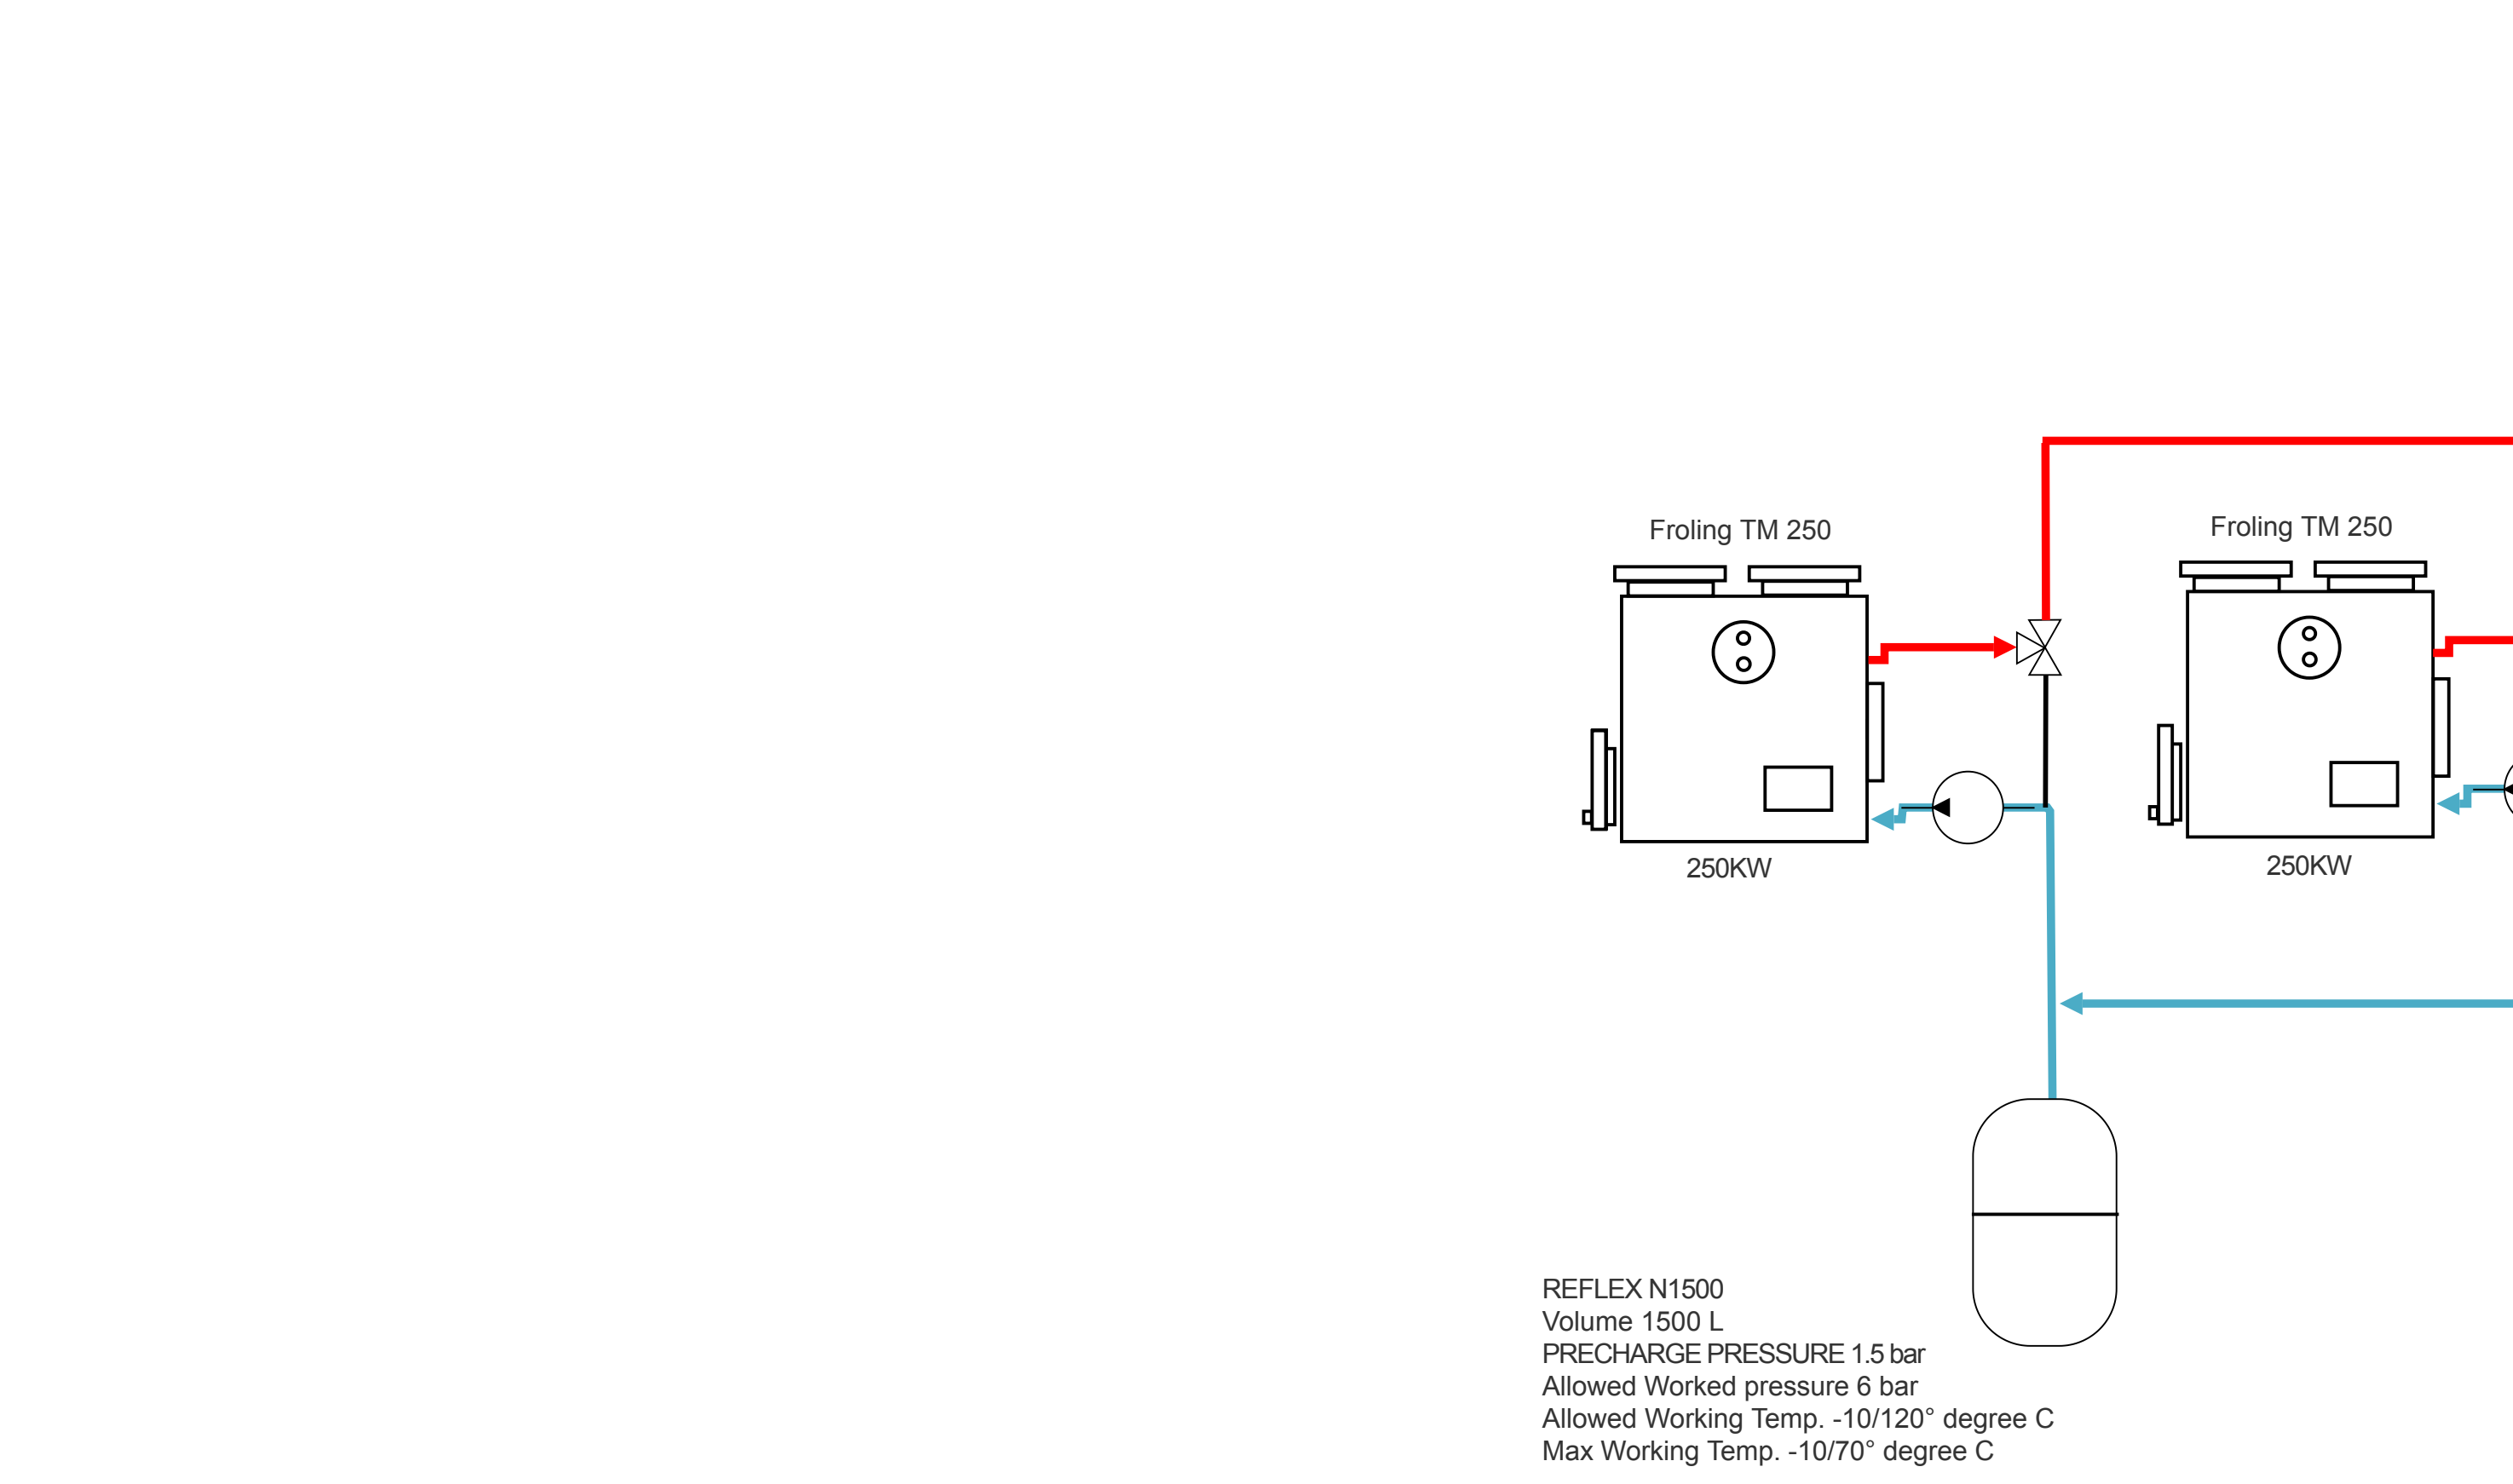 Froling TM 250
Froling TM 250
250KW
250KW
REFLEX N1500
Volume 1500 L
PRECHARGE PRESSURE 1.5 bar
Allowed Worked pressure 6 bar
Allowed Working Temp. -10/120° degree C
Max Working Temp. -10/70° degree C